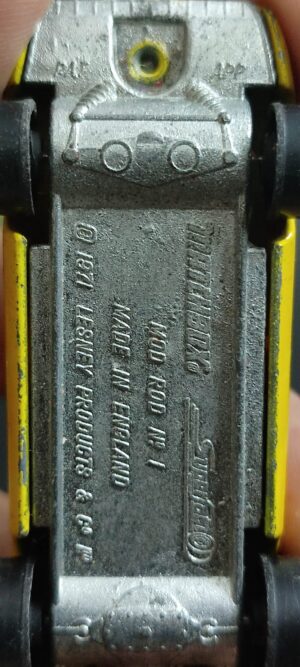 PAT APP
MATCHBOX
Superfast
MOD ROD Nº 1
MADE IN ENGLAND
© 1971 LESNEY PRODUCTS & Cº Lᵀᴰ